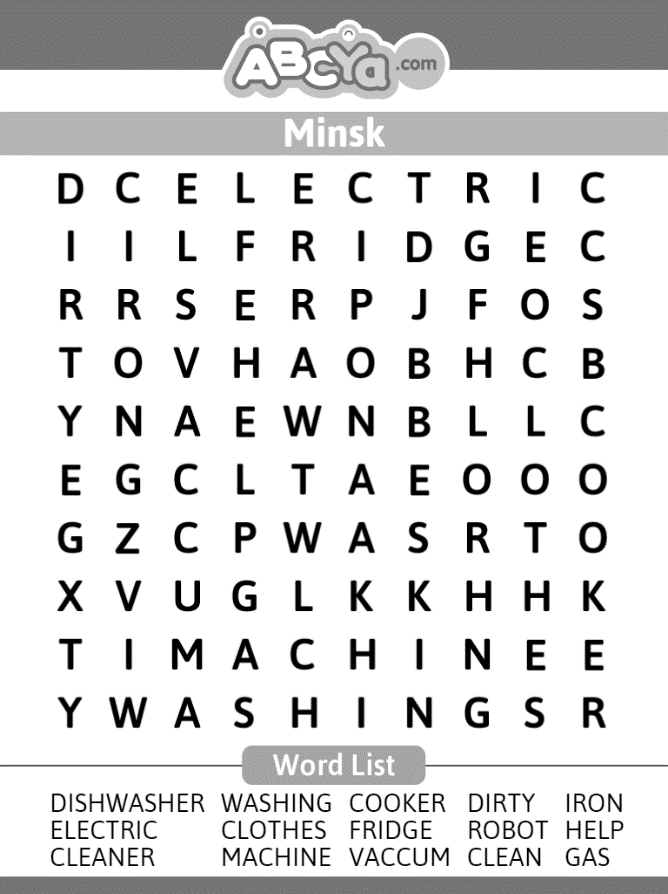 ABCYa.com
Minsk
D C E L E C T R I C
I I L F R I D G E C
R R S E R P J F O S
T O V H A O B H C B
Y N A E W N B L L C
E G C L T A E O O O
G Z C P W A S R T O
X V U G L K K H H K
T I M A C H I N E E
Y W A S H I N G S R
Word List
DISHWASHER WASHING COOKER DIRTY IRON
ELECTRIC CLOTHES FRIDGE ROBOT HELP
CLEANER MACHINE VACCUM CLEAN GAS